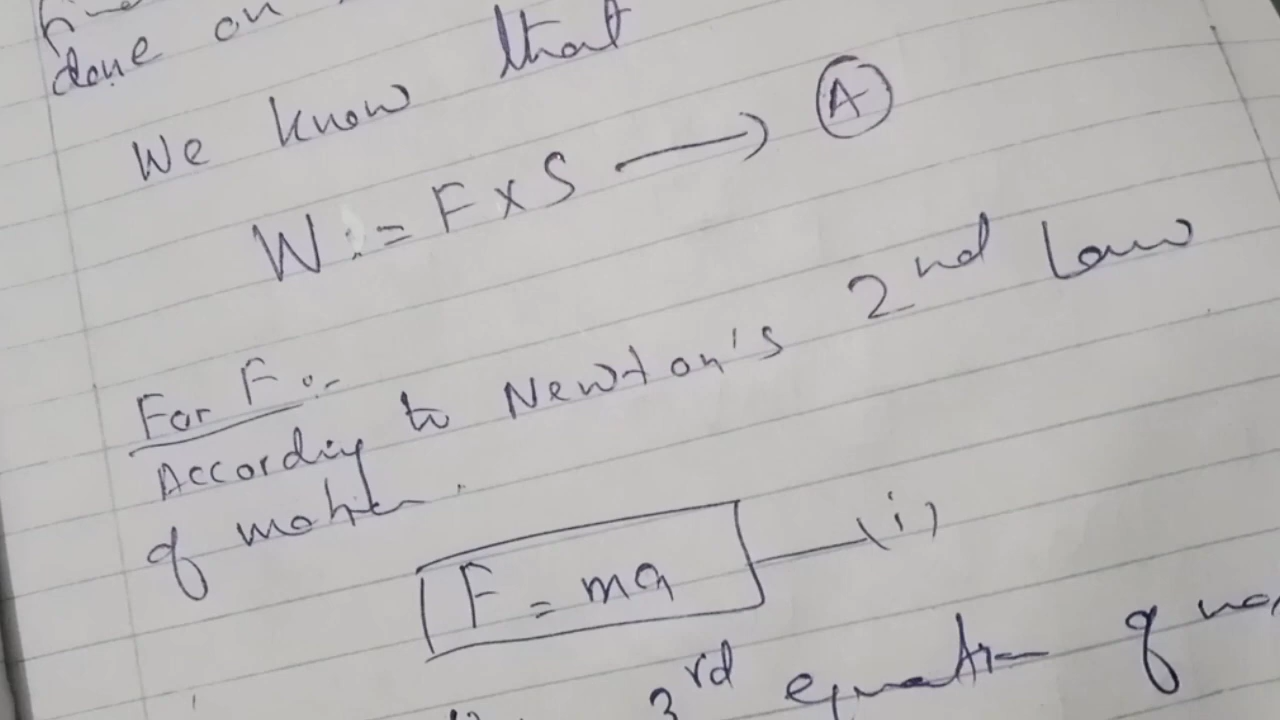 done on
We know that
W = F x S → (A)
For F :-
According to Newton's 2nd law
of motion.
F = ma — (i)
3rd equation of